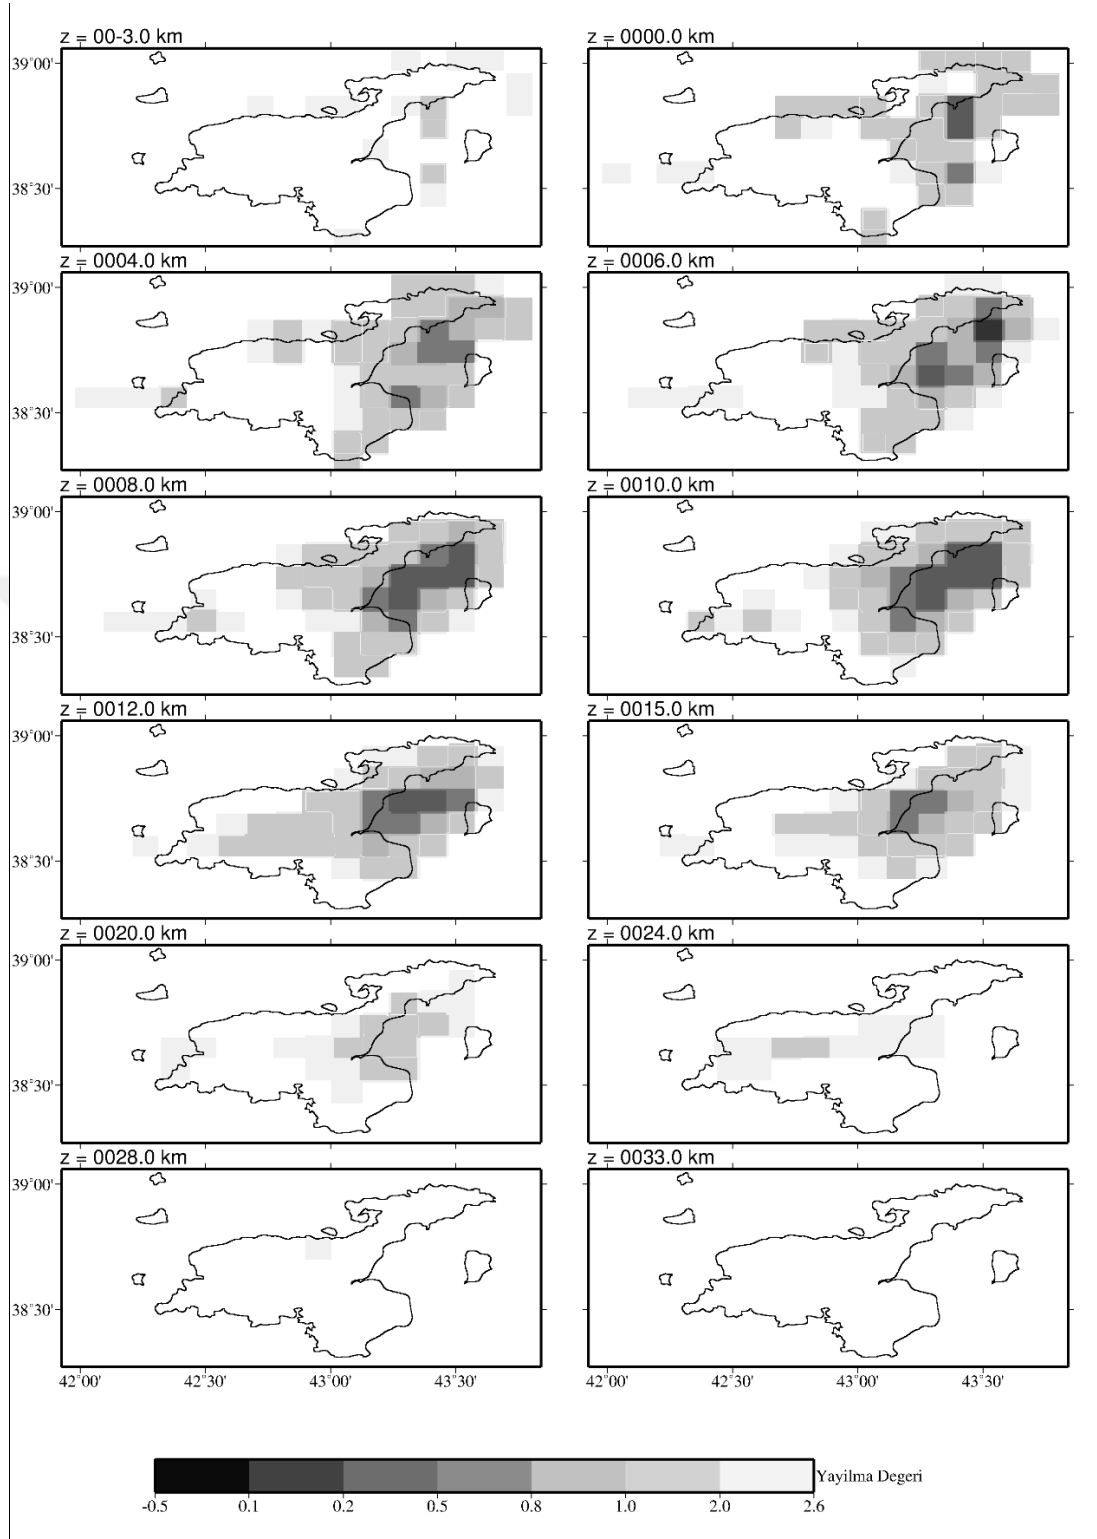 z = 00-3.0 km
z = 0000.0 km
39°00'
38°30'
z = 0004.0 km
z = 0006.0 km
39°00'
38°30'
z = 0008.0 km
z = 0010.0 km
39°00'
38°30'
z = 0012.0 km
z = 0015.0 km
39°00'
38°30'
z = 0020.0 km
z = 0024.0 km
39°00'
38°30'
z = 0028.0 km
z = 0033.0 km
39°00'
38°30'
42°00' 42°30' 43°00' 43°30' 42°00' 42°30' 43°00' 43°30'
Yayilma Degeri
-0.5 0.1 0.2 0.5 0.8 1.0 2.0 2.6